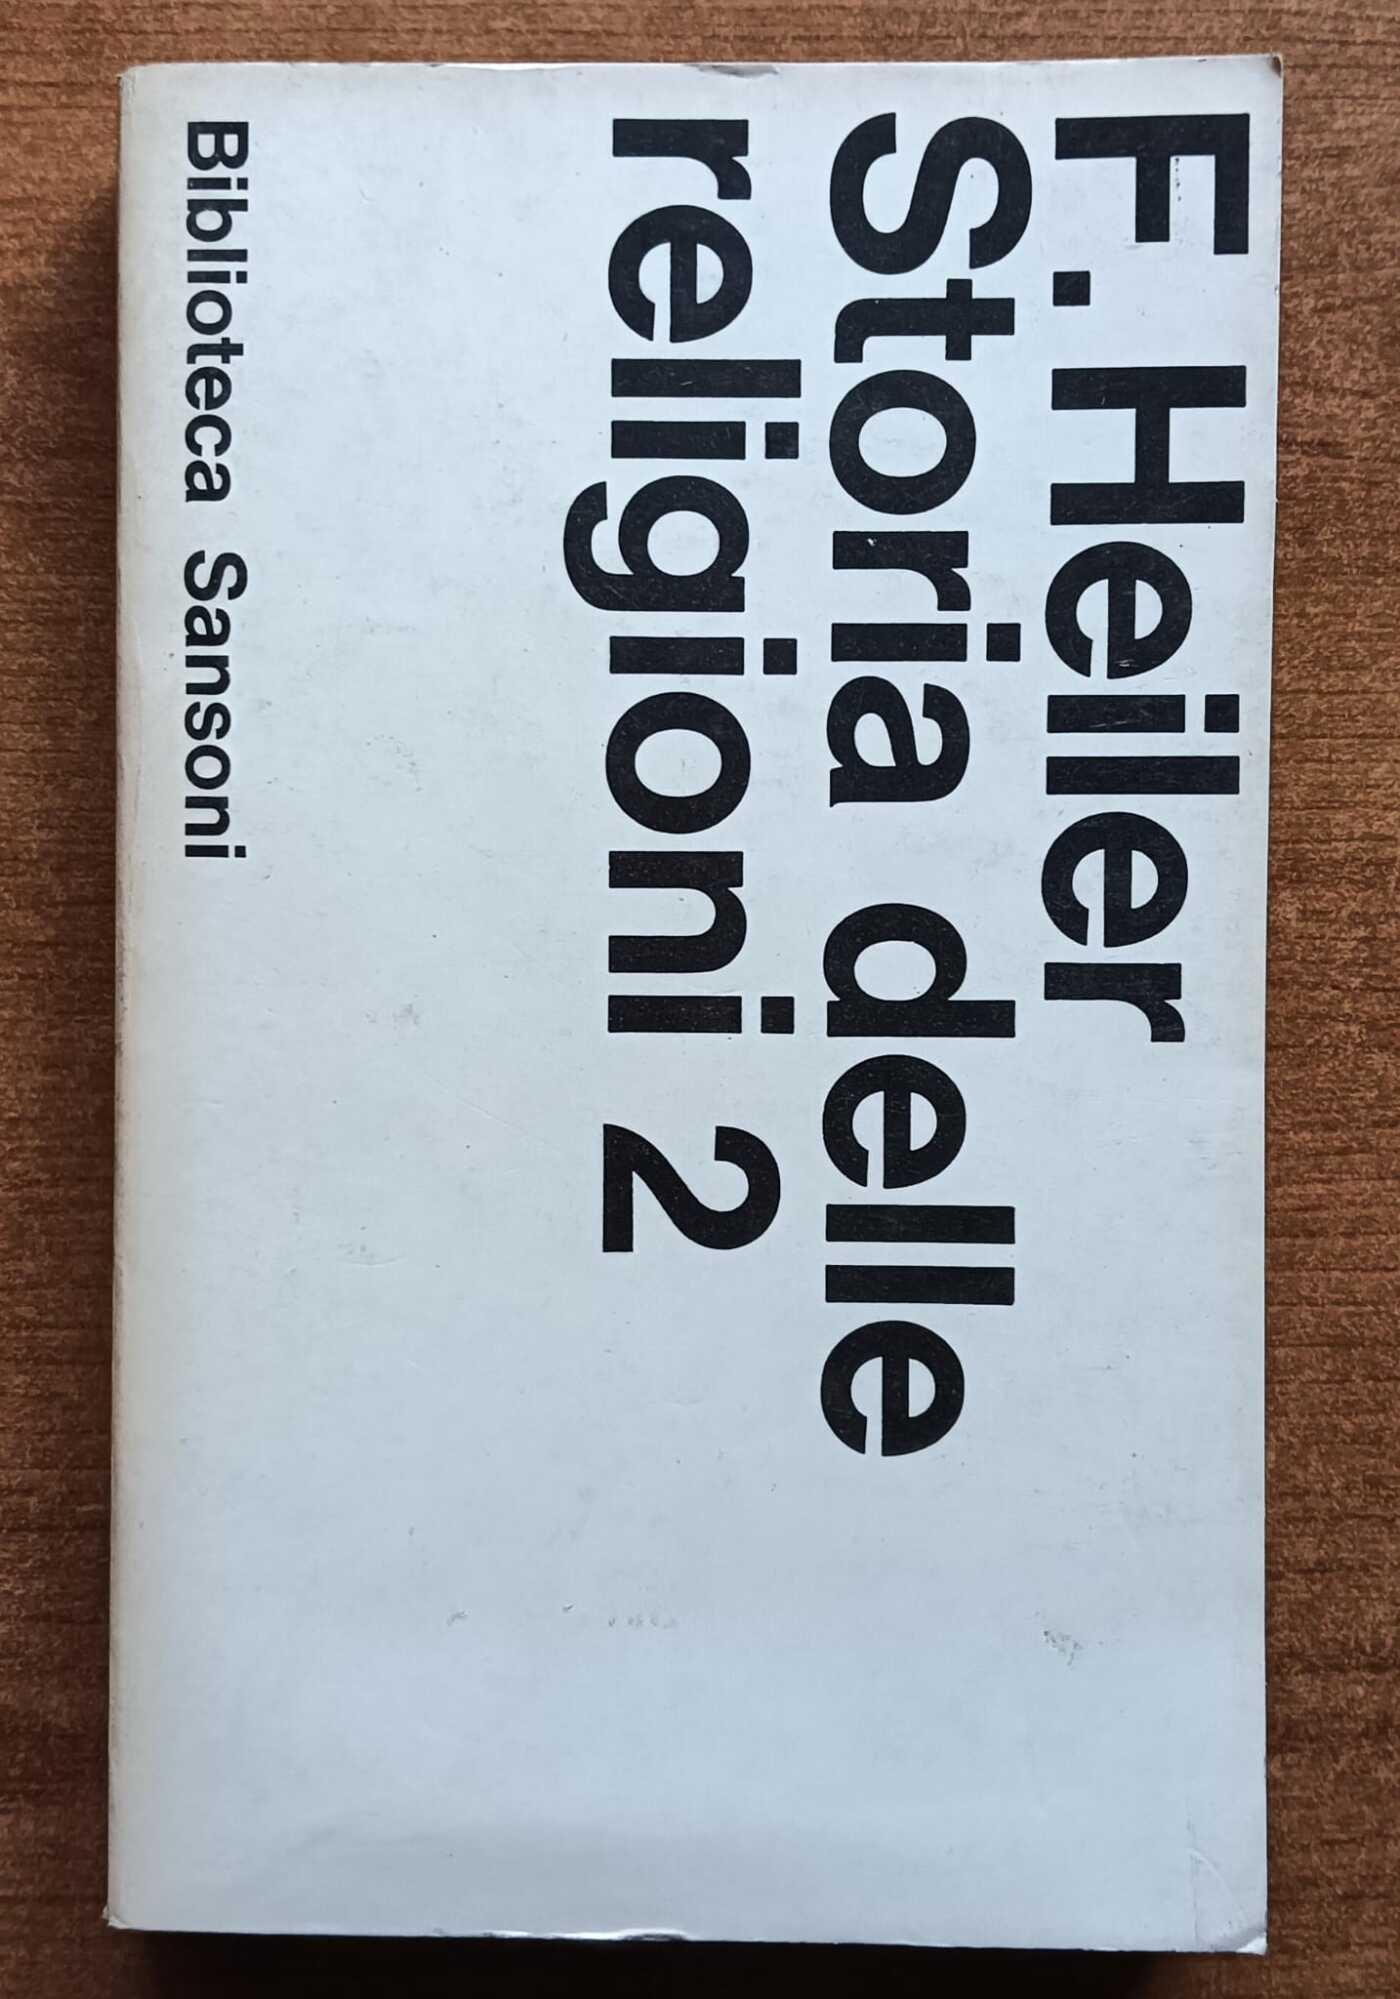 F. Heiler
Storia delle
religioni 2
Biblioteca Sansoni